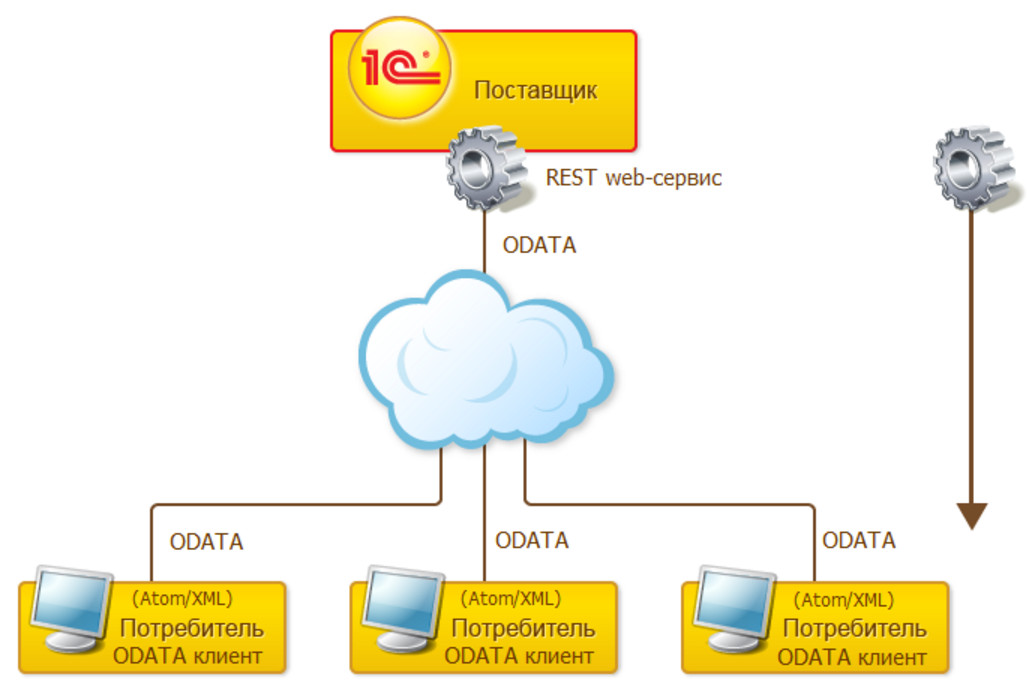 1С
Поставщик
REST web-сервис
ODATA
ODATA
ODATA
ODATA
(Atom/XML)
Потребитель
ODATA клиент
(Atom/XML)
Потребитель
ODATA клиент
(Atom/XML)
Потребитель
ODATA клиент